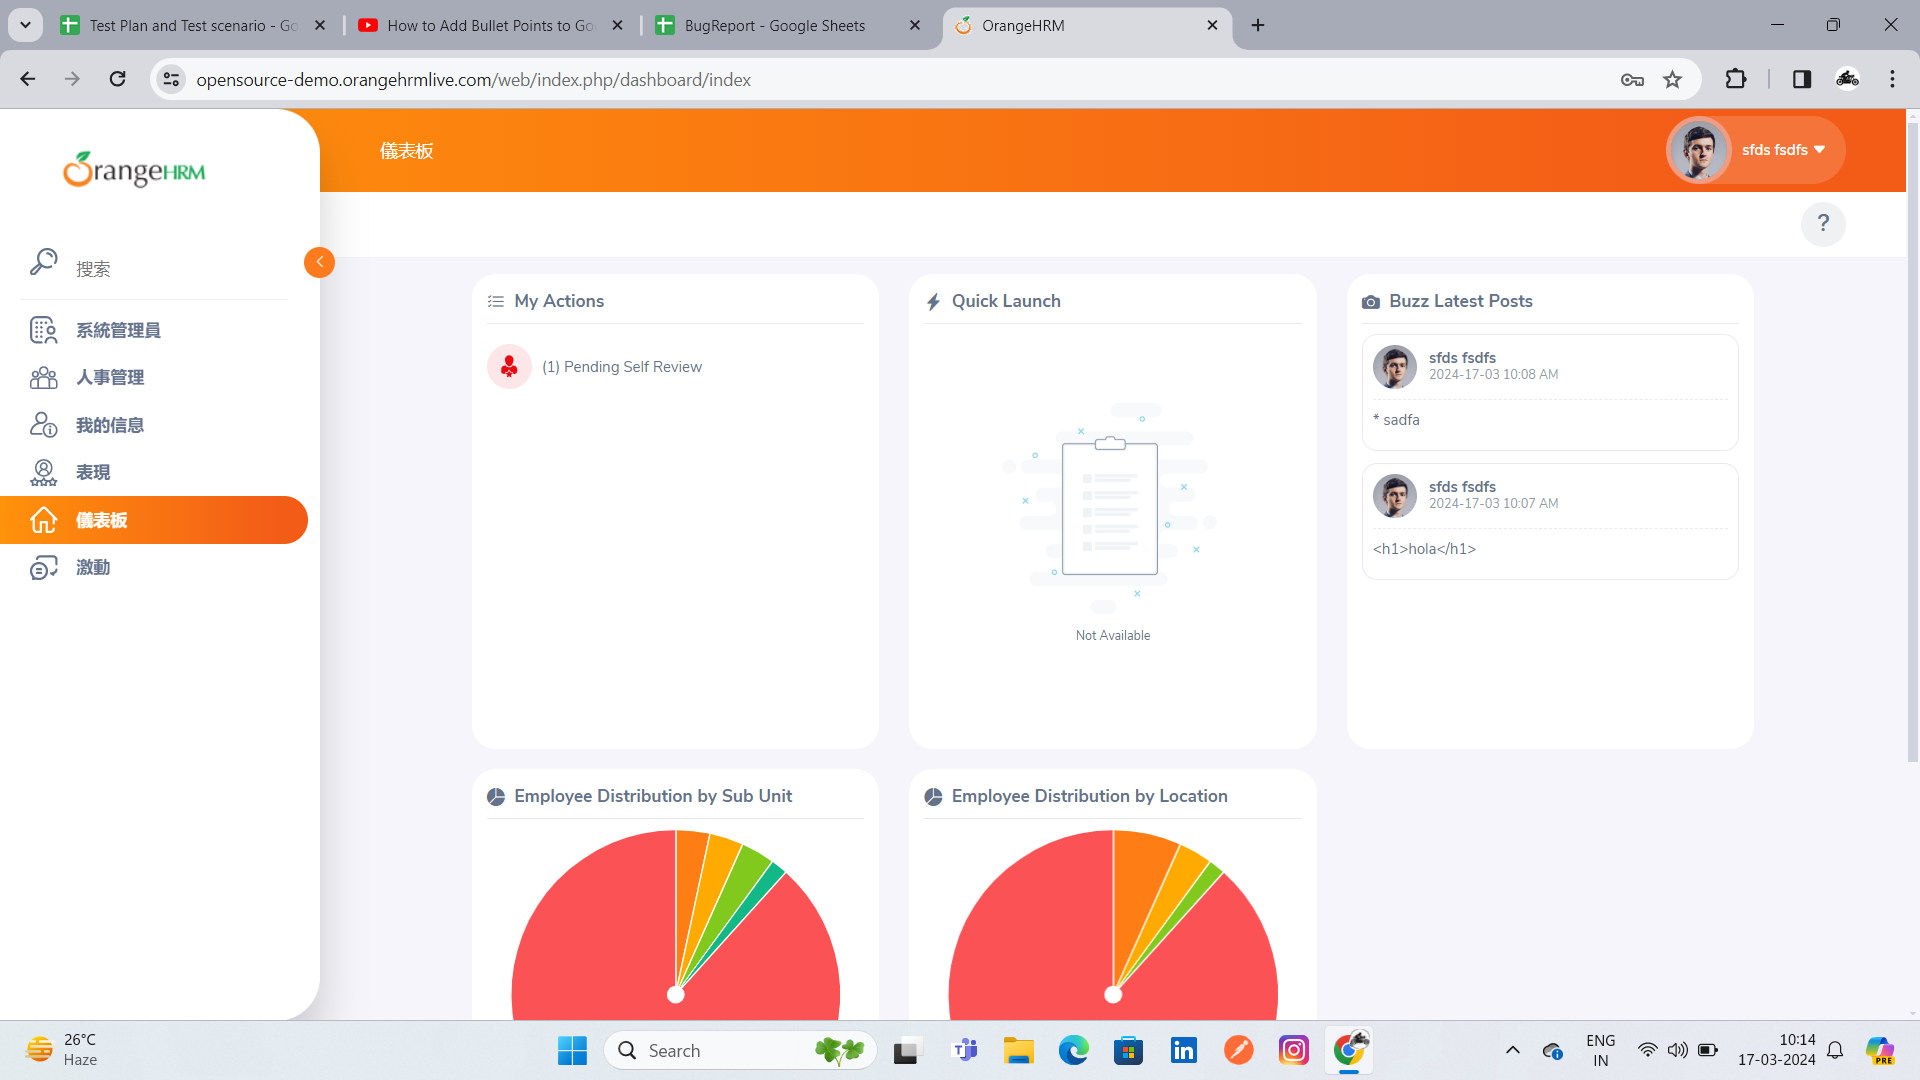 Test Plan and Test scenario - Go
How to Add Bullet Points to Go
BugReport - Google Sheets
OrangeHRM
opensource-demo.orangehrmlive.com/web/index.php/dashboard/index
OrangeHRM
儀表板
sfds fsdfs
?
搜索
系統管理員
人事管理
我的信息
表現
儀表板
激動
My Actions
(1) Pending Self Review
Quick Launch
Not Available
Buzz Latest Posts
sfds fsdfs
2024-17-03 10:08 AM
* sadfa
sfds fsdfs
2024-17-03 10:07 AM
<h1>hola</h1>
Employee Distribution by Sub Unit
Employee Distribution by Location
26°C
Haze
Search
ENG
IN
10:14
17-03-2024
PRE